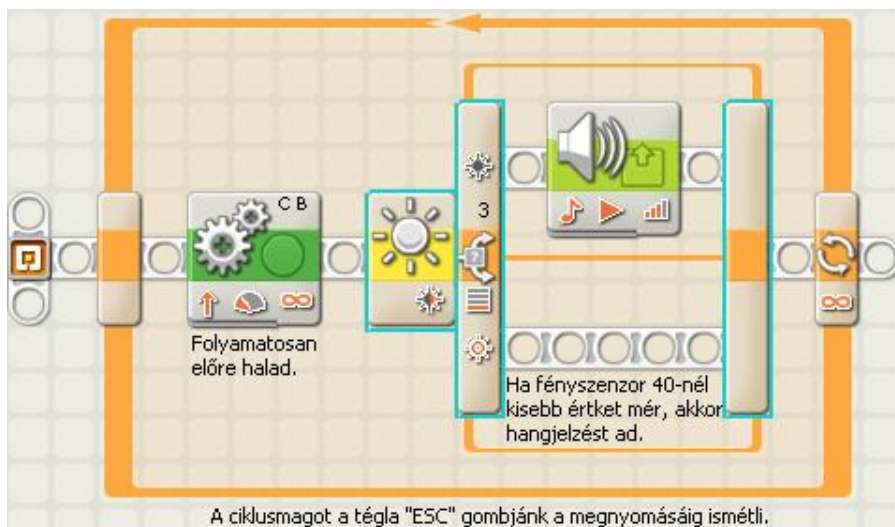 C B
3
Folyamatosan
előre halad.
Ha fényszenzor 40-nél
kisebb értket mér, akkor
hangjelzést ad.
A ciklusmagot a tégla "ESC" gombjánk a megnyomásáig ismétli.